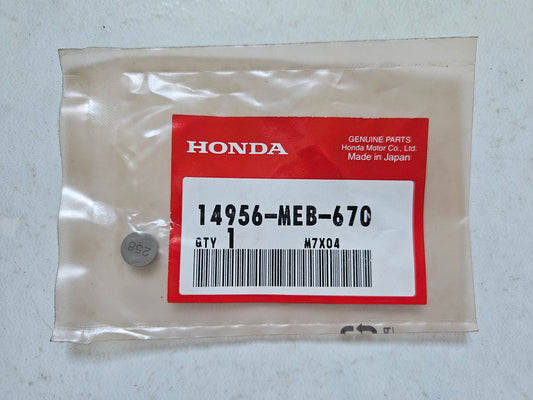 GENUINE PARTS
HONDA
Honda Motor Co., Ltd.
Made in Japan
14956-MEB-670
QTY 1
M7X04
258